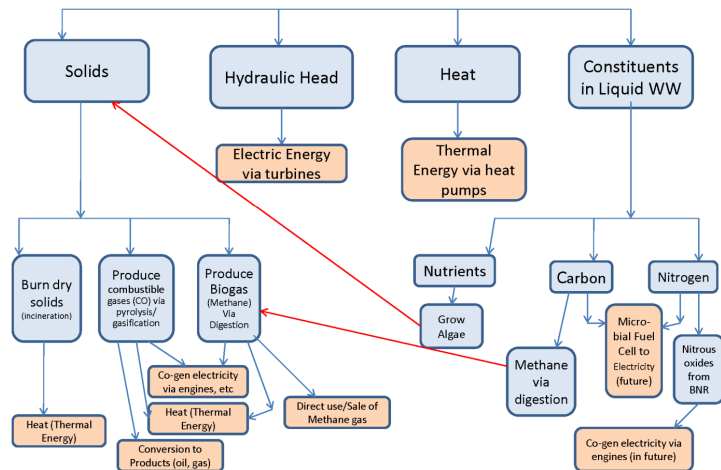 Solids
Hydraulic Head
Heat
Constituents
in Liquid WW
Electric Energy
via turbines
Thermal
Energy via heat
pumps
Burn dry
solids
(incineration)
Produce
combustible
gases (CO) via
pyrolysis/
gasification
Produce
Biogas
(Methane)
Via
Digestion
Nutrients
Carbon
Nitrogen
Grow
Algae
Methane
via
digestion
Micro-
bial Fuel
Cell to
Electricity
(future)
Nitrous
oxides
from
BNR
Co-gen electricity
via engines, etc
Heat (Thermal
Energy)
Heat (Thermal
Energy)
Direct use/Sale of
Methane gas
Conversion to
Products (oil, gas)
Co-gen electricity via
engines (in future)